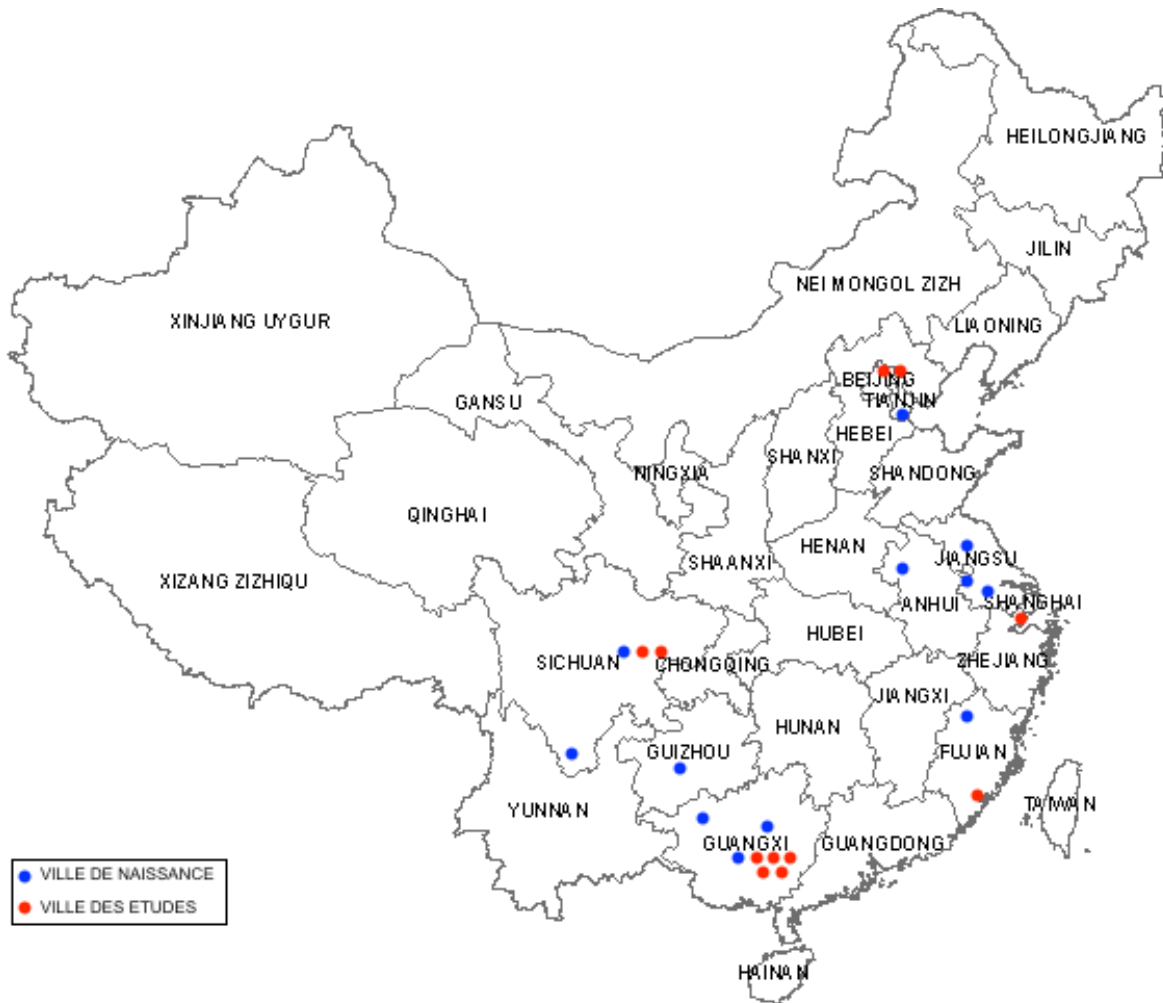 HEILONGJIANG
JILIN
NEI MONGOL ZIZH
XINJIANG UYGUR
LIAONING
BEIJING
TIANJIN
GANSU
HEBEI
SHANXI
NINGXIA
SHANDONG
QINGHAI
HENAN
JIANGSU
SHAANXI
XIZANG ZIZHIQU
ANHUI
SHANGHAI
HUBEI
SICHUAN
CHONGQING
ZHEJIANG
JIANGXI
HUNAN
GUIZHOU
FUJIAN
YUNNAN
TAIWAN
GUANGXI
GUANGDONG
VILLE DE NAISSANCE
VILLE DES ETUDES
HAINAN